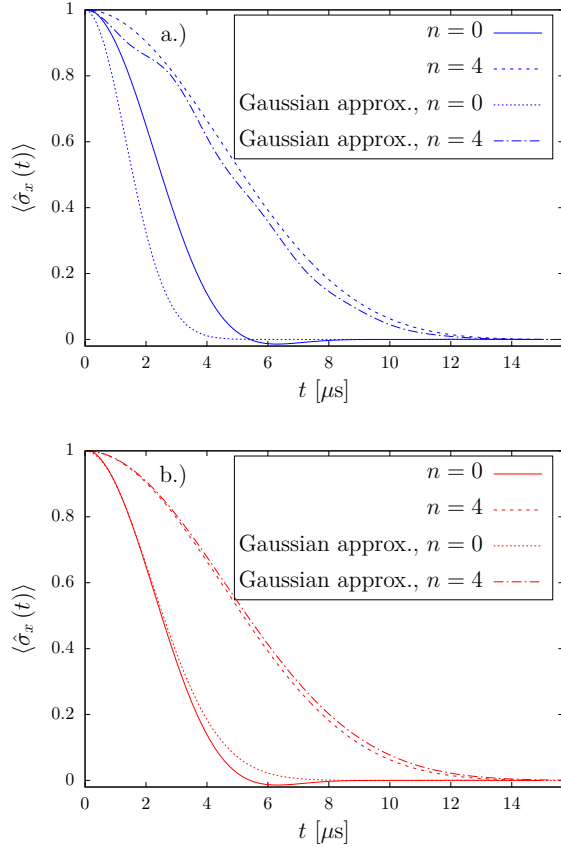 a.)
n = 0
n = 4
Gaussian approx., n = 0
Gaussian approx., n = 4
1
0.8
0.6
0.4
0.2
0
⟨σ̂ₓ (t)⟩
0 2 4 6 8 10 12 14
t [μs]
b.)
n = 0
n = 4
Gaussian approx., n = 0
Gaussian approx., n = 4
1
0.8
0.6
0.4
0.2
0
⟨σ̂ₓ (t)⟩
0 2 4 6 8 10 12 14
t [μs]